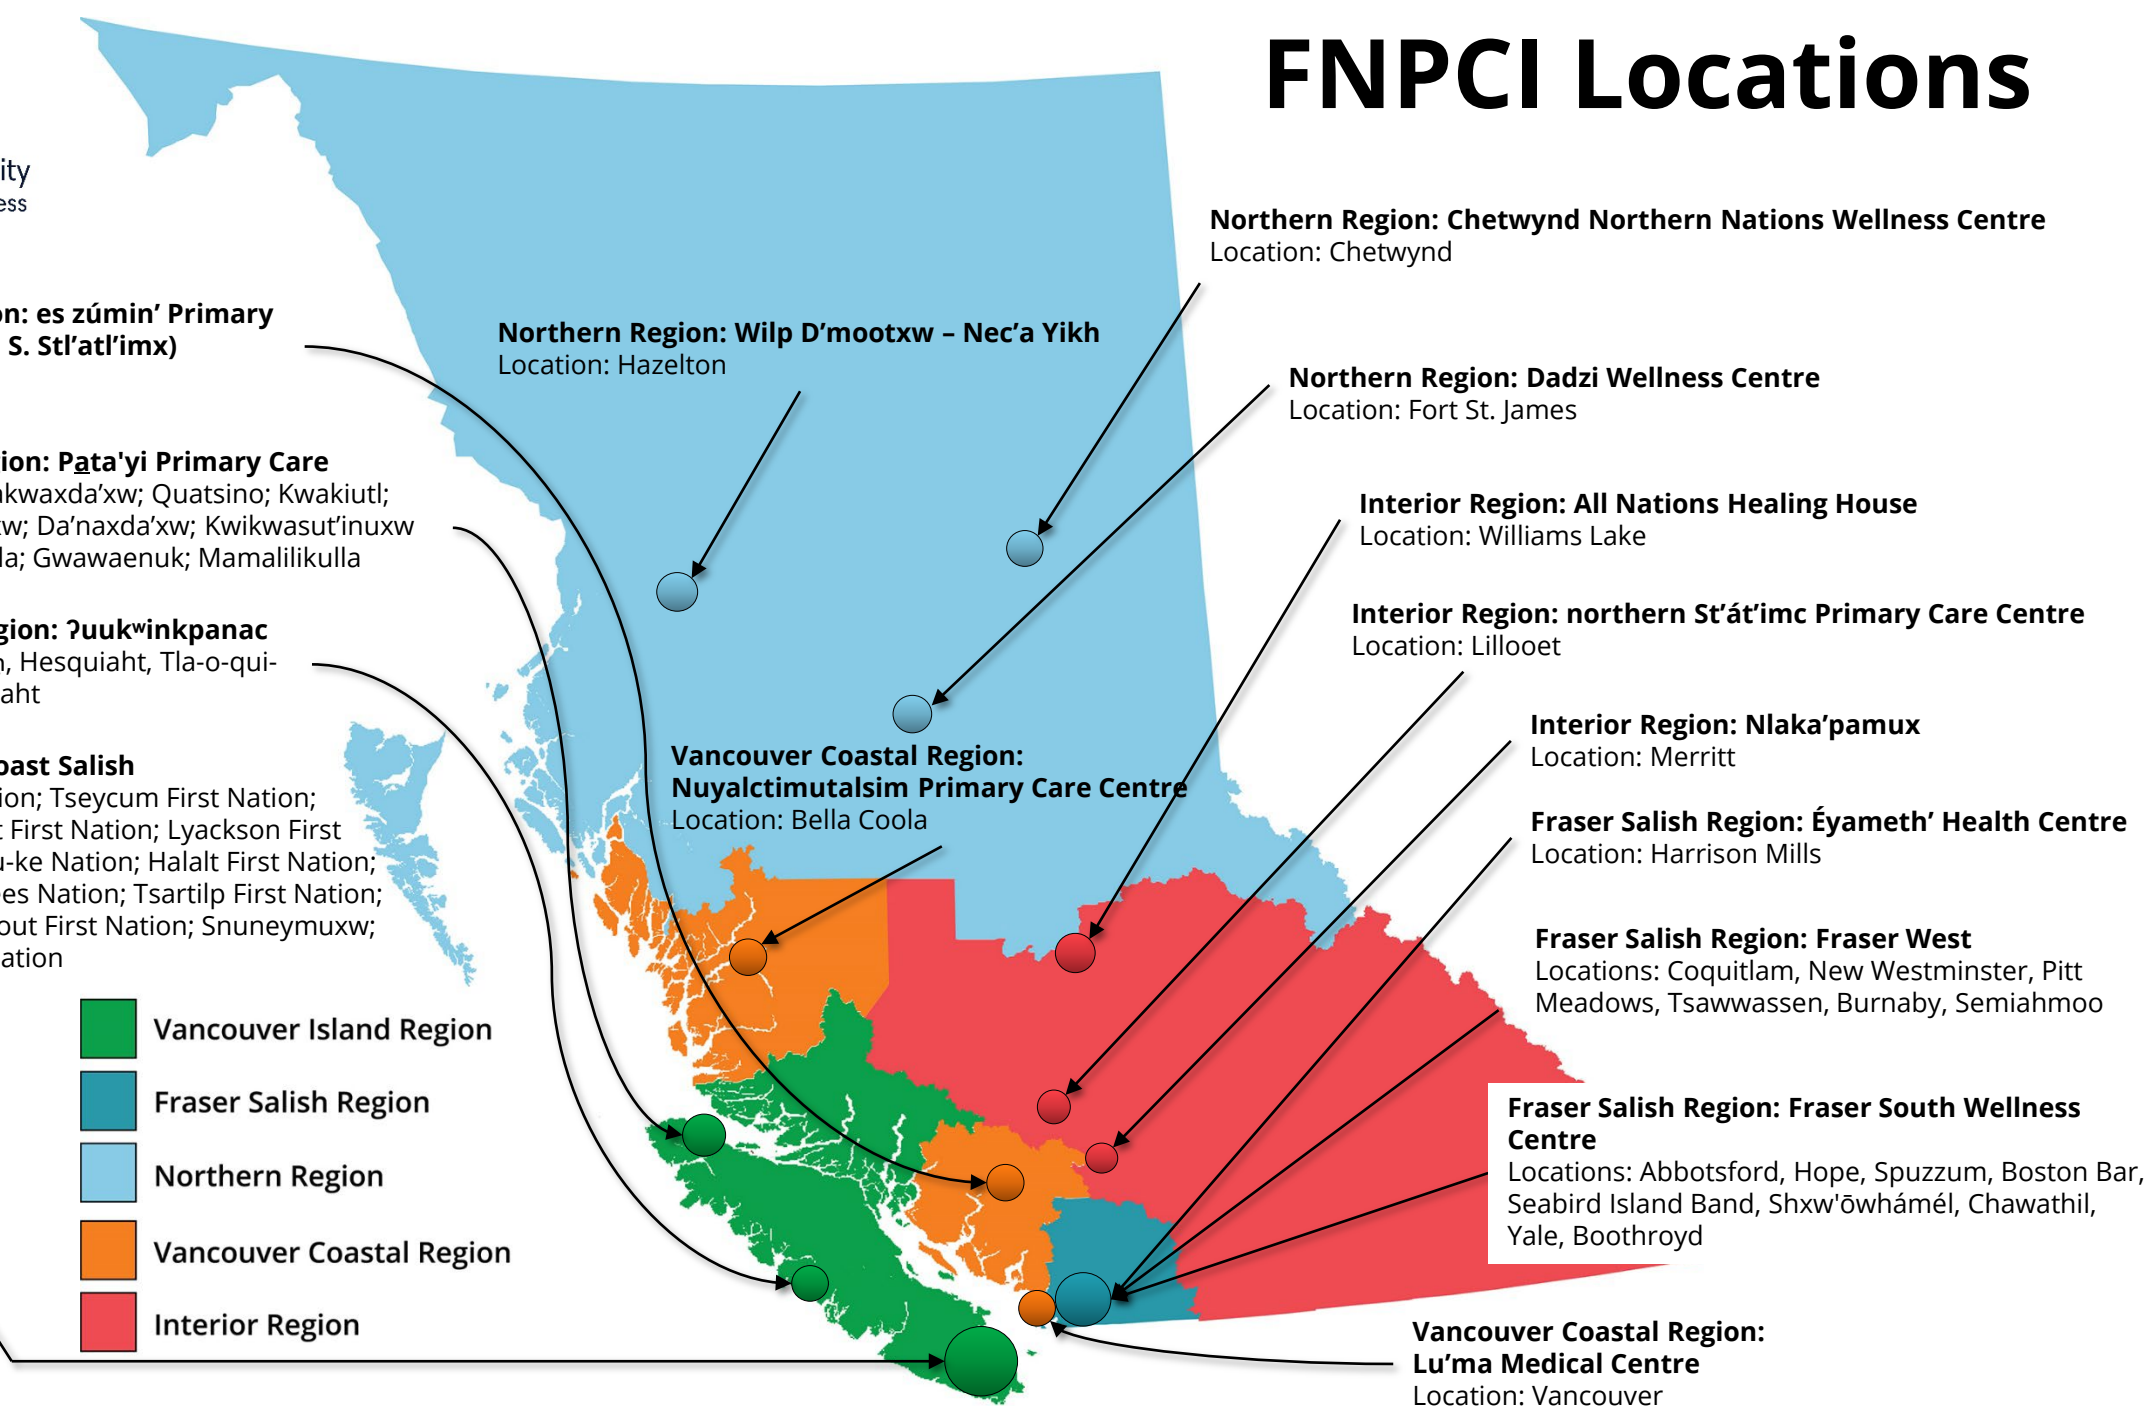 FNPCI Locations
ity
ess
Northern Region: Chetwynd Northern Nations Wellness Centre
Location: Chetwynd
on: es zúmin’ Primary
S. Stl’atl’imx)
Northern Region: Wilp D’mootxw – Nec’a Yikh
Location: Hazelton
Northern Region: Dadzi Wellness Centre
Location: Fort St. James
ion: Pata'yi Primary Care
akwaxda’xw; Quatsino; Kwakiutl;
xw; Da’naxda’xw; Kwikwasut’inuxw
la; Gwawaenuk; Mamalilikulla
Interior Region: All Nations Healing House
Location: Williams Lake
Interior Region: northern St’át’imc Primary Care Centre
Location: Lillooet
gion: ʔuukʷinkpanac
n, Hesquiaht, Tla-o-qui-
aht
Interior Region: Nlaka’pamux
Location: Merritt
Vancouver Coastal Region:
Nuyalctimutalsim Primary Care Centre
Location: Bella Coola
oast Salish
ion; Tseycum First Nation;
t First Nation; Lyackson First
u-ke Nation; Halalt First Nation;
es Nation; Tsartilp First Nation;
out First Nation; Snuneymuxw;
ation
Fraser Salish Region: Éyameth’ Health Centre
Location: Harrison Mills
Fraser Salish Region: Fraser West
Locations: Coquitlam, New Westminster, Pitt
Meadows, Tsawwassen, Burnaby, Semiahmoo
Vancouver Island Region
Fraser Salish Region
Northern Region
Vancouver Coastal Region
Interior Region
Fraser Salish Region: Fraser South Wellness
Centre
Locations: Abbotsford, Hope, Spuzzum, Boston Bar,
Seabird Island Band, Shxw'ōwhámél, Chawathil,
Yale, Boothroyd
Vancouver Coastal Region:
Lu’ma Medical Centre
Location: Vancouver